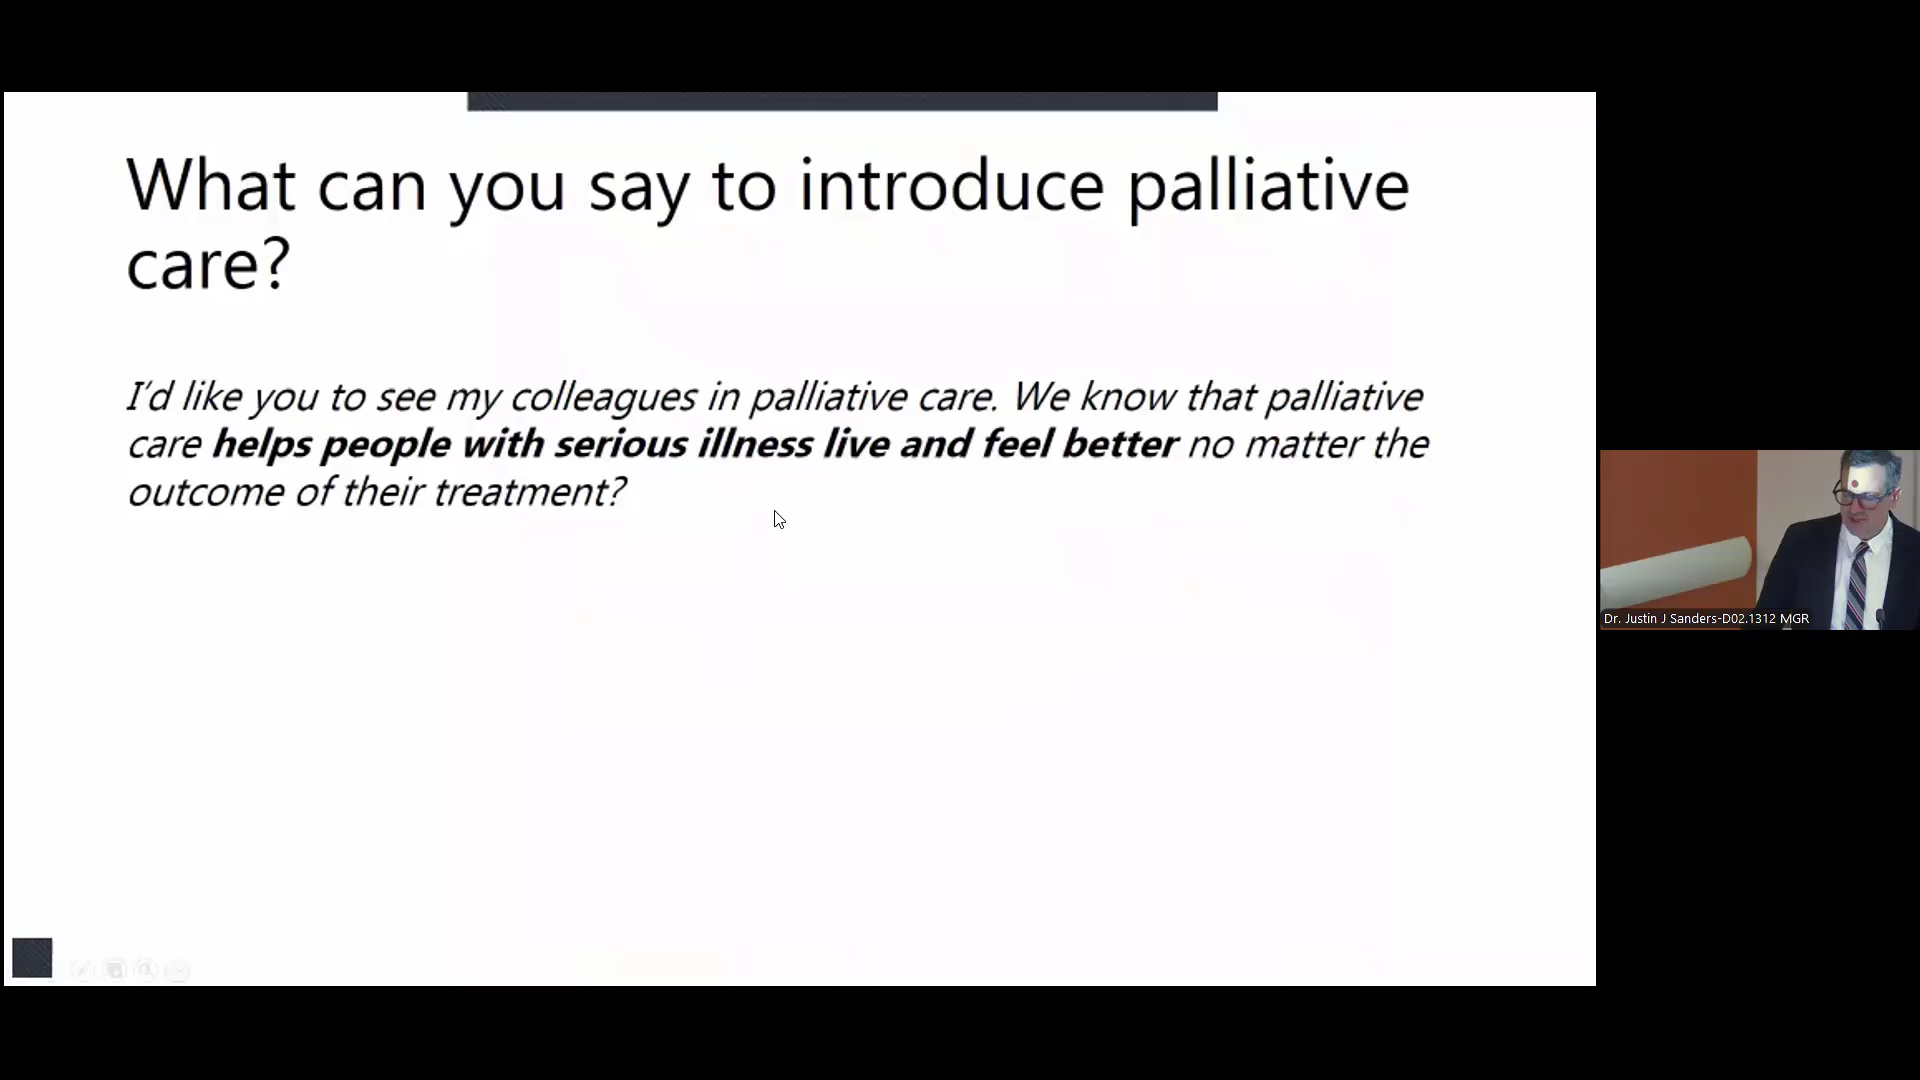 What can you say to introduce palliative
care?
I'd like you to see my colleagues in palliative care. We know that palliative
care helps people with serious illness live and feel better no matter the
outcome of their treatment?
Dr. Justin J Sanders-D02.1312 MGR